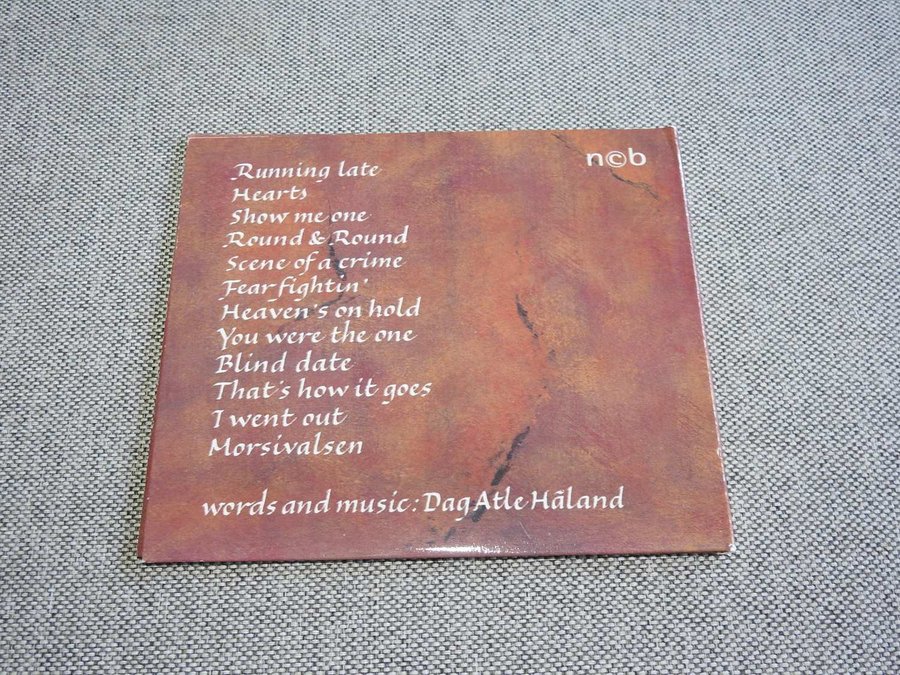 n©b
Running late
Hearts
Show me one
Round & Round
Scene of a crime
Fear fightin'
Heaven's on hold
You were the one
Blind date
That's how it goes
I went out
Morsivalsen
words and music: Dag Atle Håland